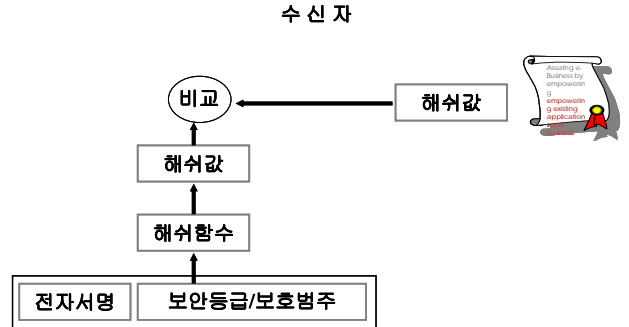 수 신 자
Assuring e-
Business by
empowerin
g
empowerin
g existing
application
비교
해쉬값
해쉬값
해쉬함수
전자서명
보안등급/보호범주